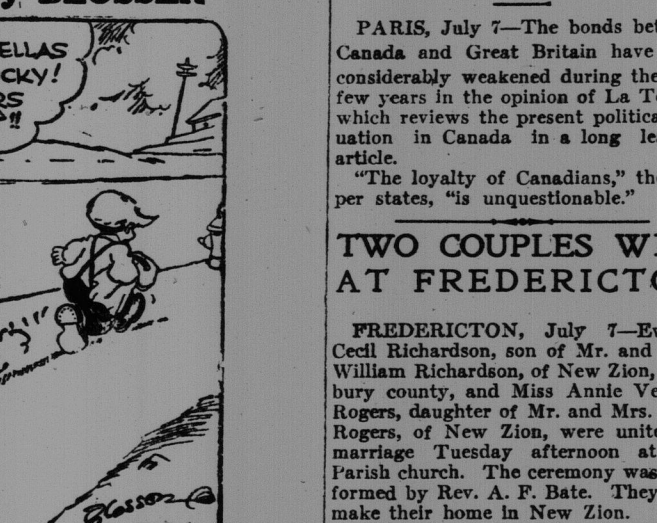 BLOSSER
ELLAS
CKY!
RS
!!
Blosser
PARIS, July 7—The bonds bet
Canada and Great Britain have
considerably weakened during the
few years in the opinion of La T
which reviews the present politica
uation in Canada in a long le
article.
"The loyalty of Canadians," th
per states, "is unquestionable."
TWO COUPLES W
AT FREDERICTO
FREDERICTON, July 7—Ev
Cecil Richardson, son of Mr. and
William Richardson, of New Zion,
bury county, and Miss Annie Ve
Rogers, daughter of Mr. and Mrs.
Rogers, of New Zion, were unite
marriage Tuesday afternoon at
Parish church. The ceremony was
formed by Rev. A. F. Bate. They
make their home in New Zion.